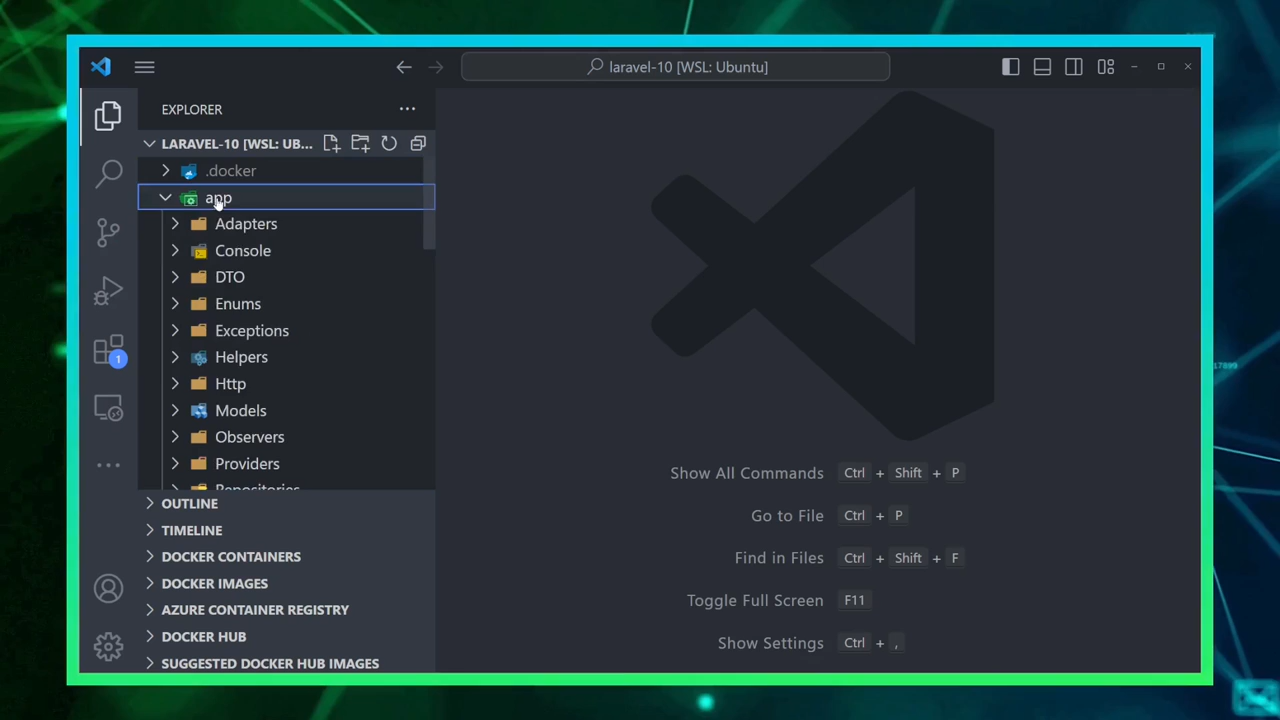 laravel-10 [WSL: Ubuntu]
EXPLORER
LARAVEL-10 [WSL: UB...
.docker
app
Adapters
Console
DTO
Enums
Exceptions
Helpers
Http
Models
Observers
Providers
Repositories
OUTLINE
TIMELINE
DOCKER CONTAINERS
DOCKER IMAGES
AZURE CONTAINER REGISTRY
DOCKER HUB
SUGGESTED DOCKER HUB IMAGES
1
Show All Commands Ctrl + Shift + P
Go to File Ctrl + P
Find in Files Ctrl + Shift + F
Toggle Full Screen F11
Show Settings Ctrl + ,
17899